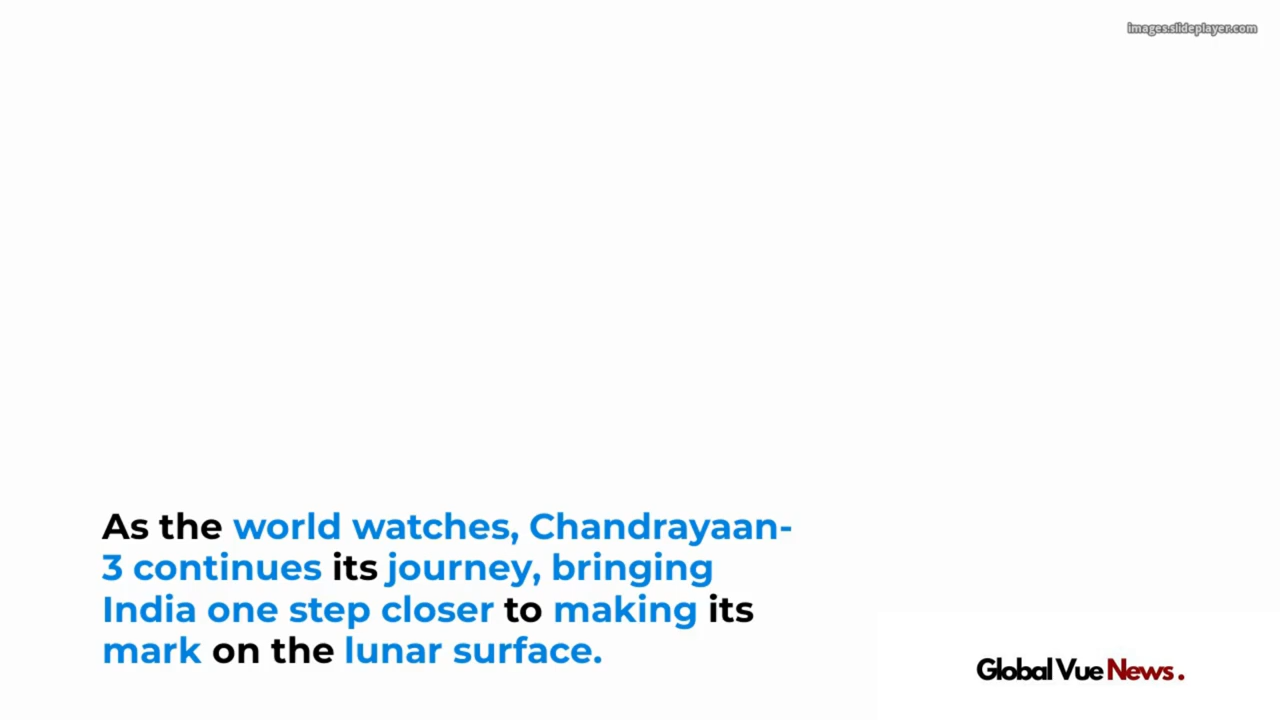 images.slideplayer.com
As the world watches, Chandrayaan-
3 continues its journey, bringing
India one step closer to making its
mark on the lunar surface.
Global Vue News.